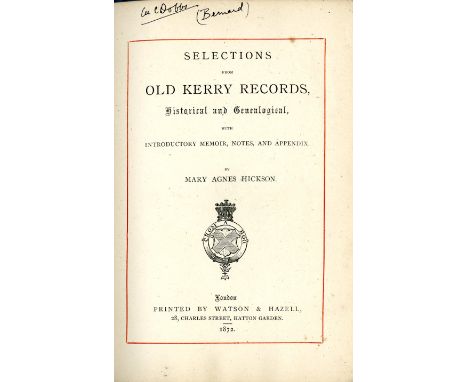 (Bernard)
SELECTIONS
FROM
OLD KERRY RECORDS,
Historical and Genealogical,
WITH
INTRODUCTORY MEMOIR, NOTES, AND APPENDIX.
BY
MARY AGNES HICKSON.
London
PRINTED BY WATSON & HAZELL,
28, CHARLES STREET, HATTON GARDEN.
1872.